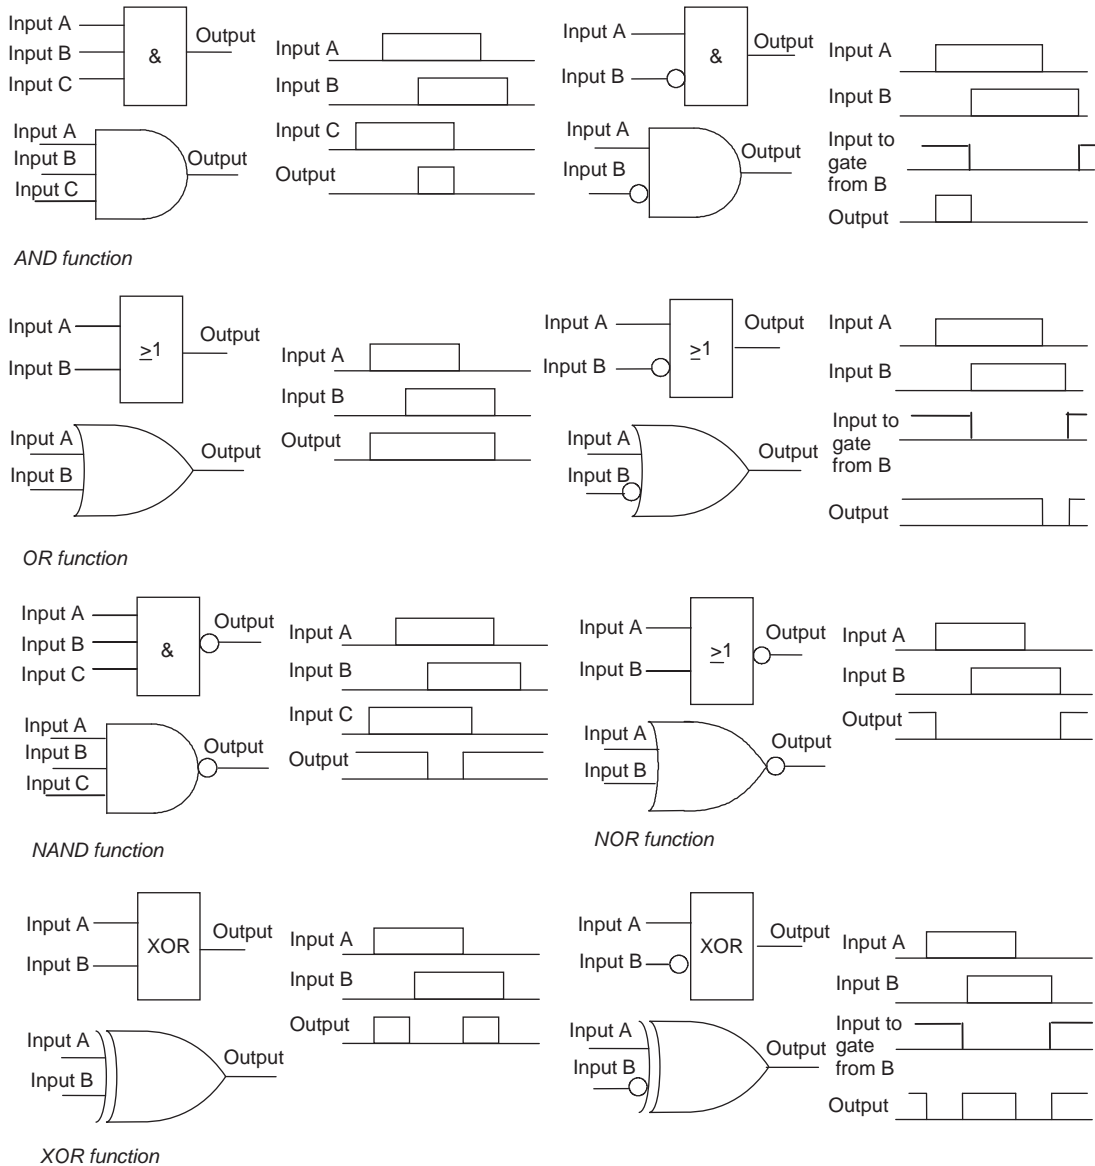 Input A
Input B
Input C
&
Output
Input A
Input B
Input C
Output
Input A
Input B
Input C
Output
AND function
Input A
Input B
&
Output
Input A
Input B
Output
Input A
Input B
Input to
gate
from B
Output
Input A
Input B
≥1
Output
Input A
Input B
Output
Input A
Input B
Output
OR function
Input A
Input B
≥1
Output
Input A
Input B
Output
Input A
Input B
Input to
gate
from B
Output
Input A
Input B
Input C
&
Output
Input A
Input B
Input C
Output
Input A
Input B
Input C
Output
NAND function
Input A
Input B
≥1
Output
Input A
Input B
Output
Input A
Input B
Output
NOR function
Input A
Input B
XOR
Output
Input A
Input B
Output
Input A
Input B
Output
XOR function
Input A
Input B
XOR
Output
Input A
Input B
Output
Input A
Input B
Input to
gate
from B
Output